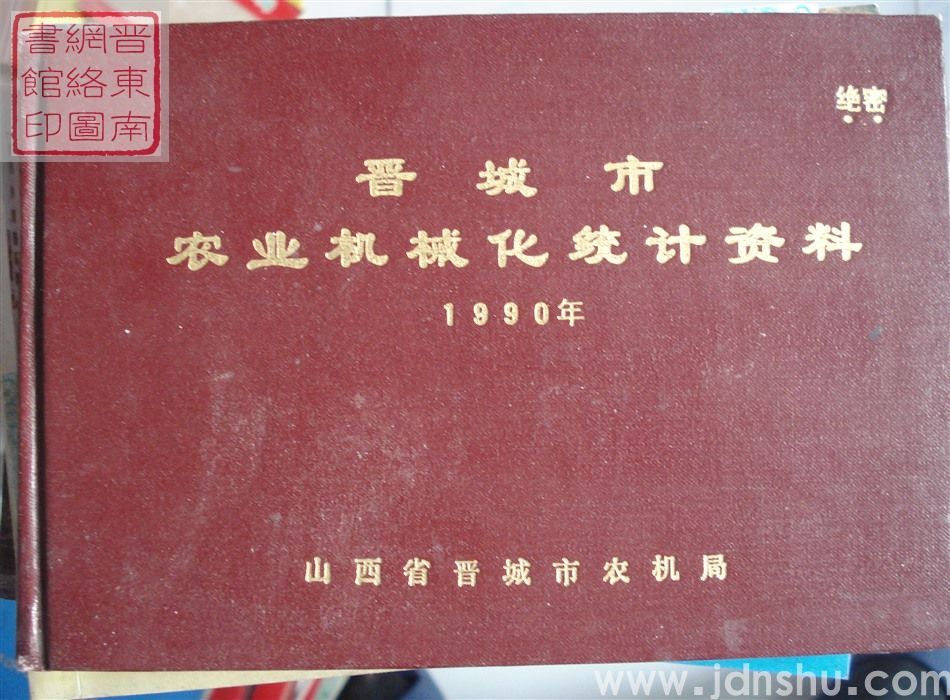 晋東南
網絡圖
書館印
绝密
晋城市
农业机械化统计资料
1990年
山西省晋城市农机局
www.jdnshu.com